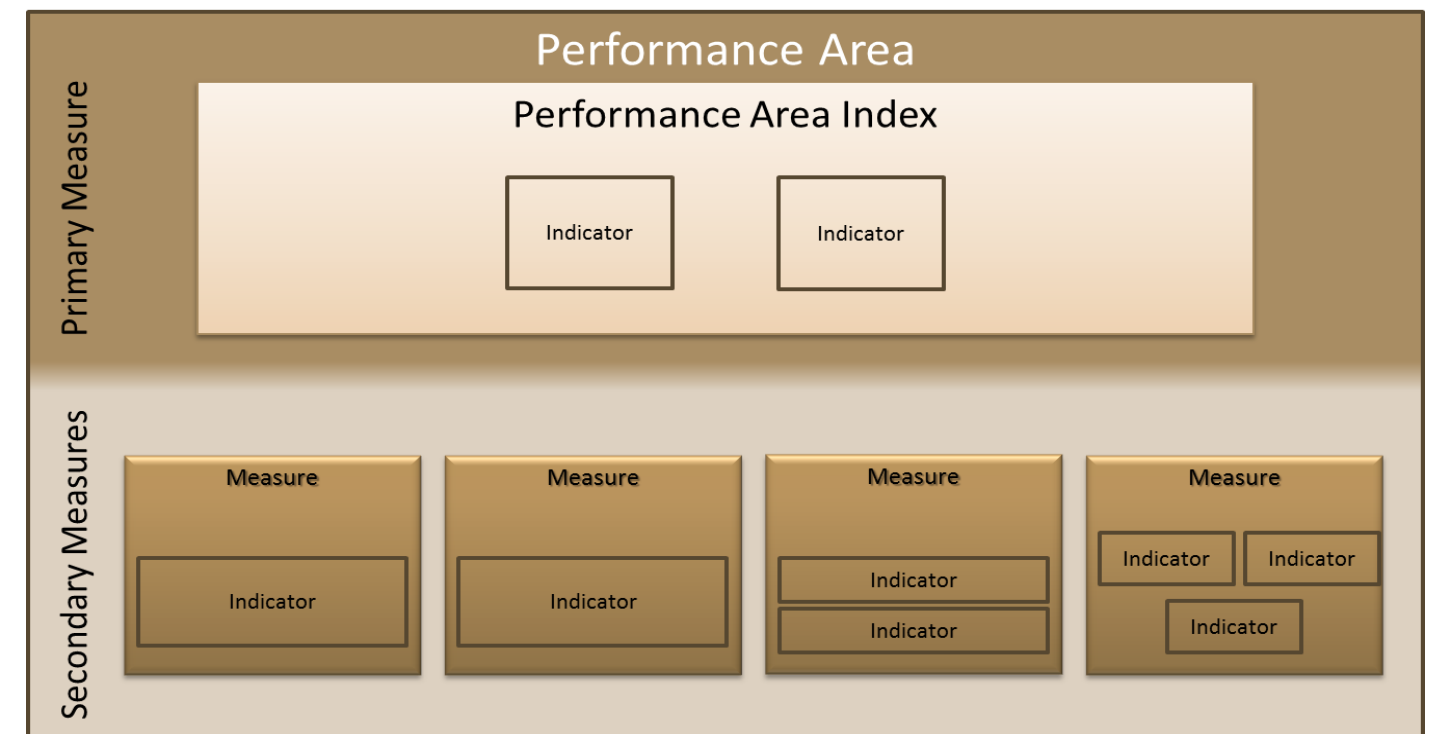 Performance Area
Primary Measure
Performance Area Index
Indicator
Indicator
Secondary Measures
Measure
Indicator
Measure
Indicator
Measure
Indicator
Indicator
Measure
Indicator
Indicator
Indicator